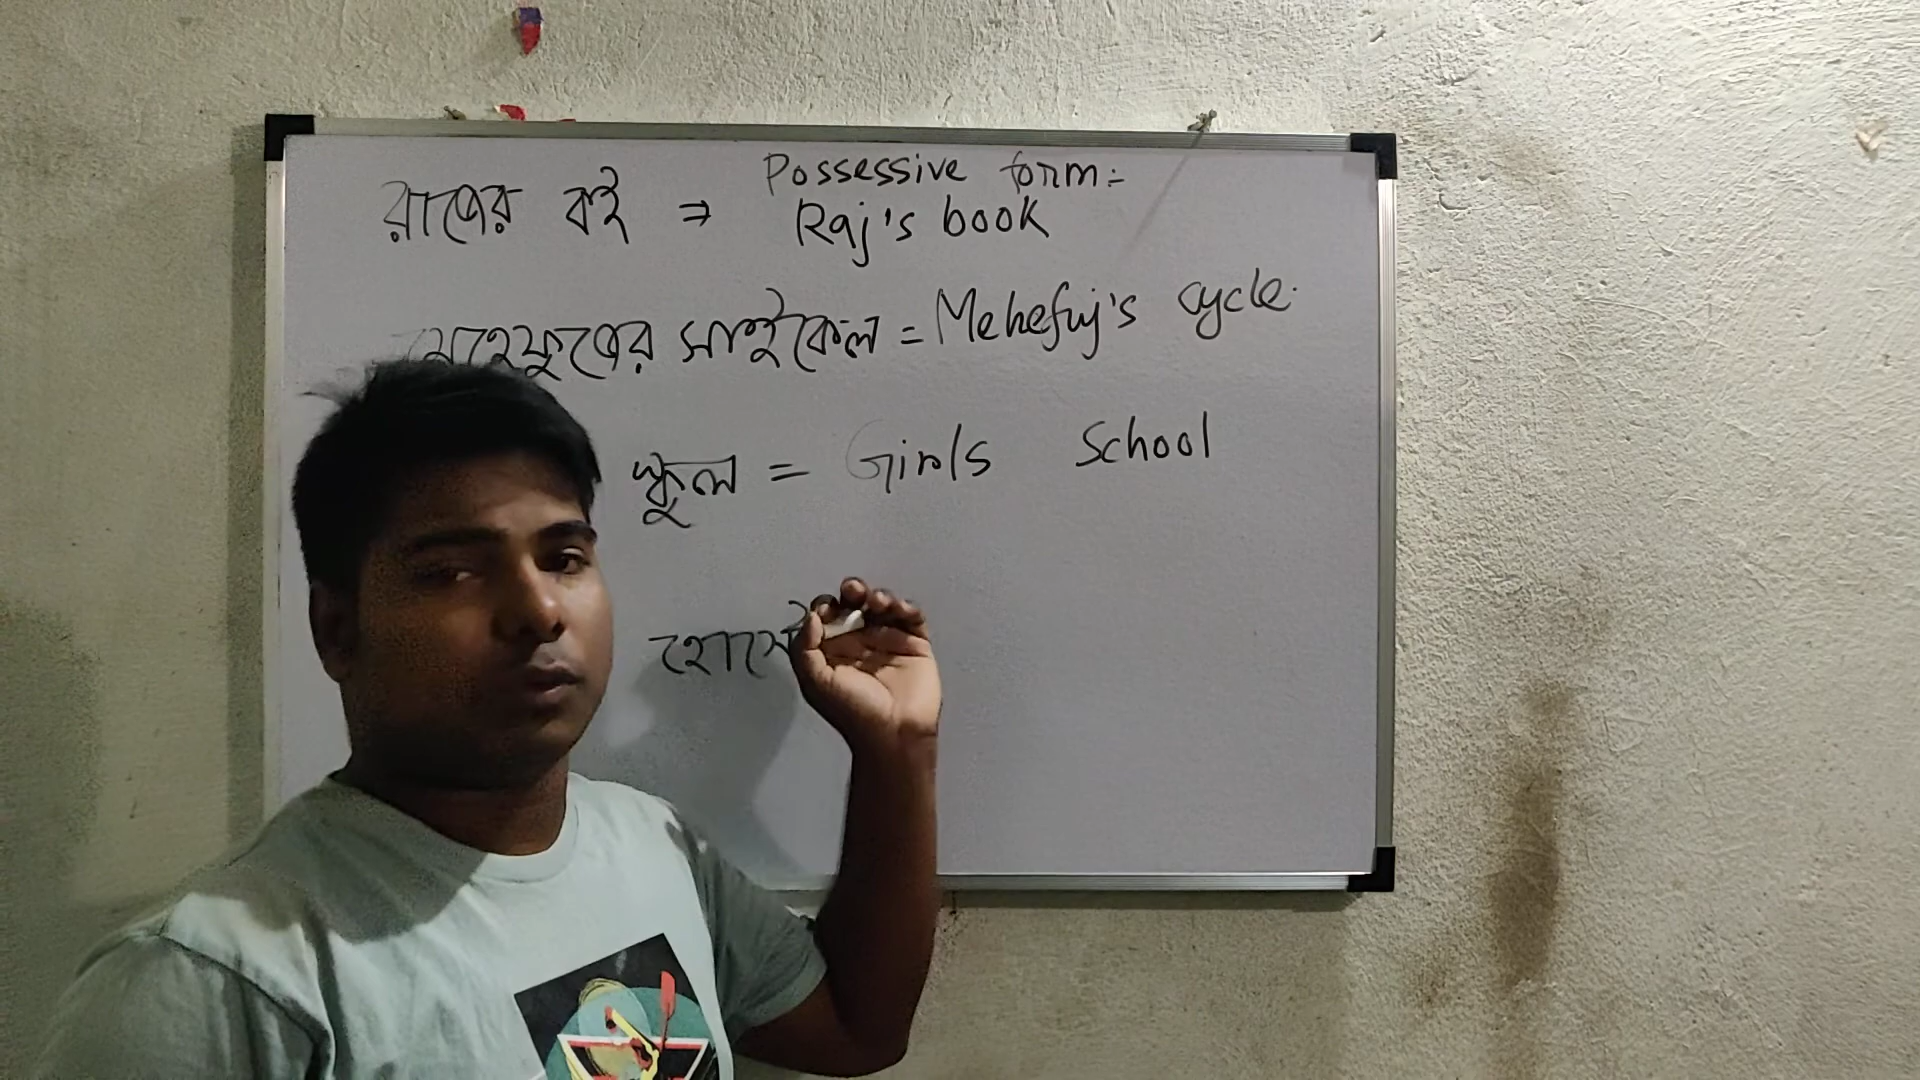 Possessive form:
রাজের বই ⇒ Raj's book
মেহেফুজের সাইকেল = Mehefuj's cycle.
স্কুল = Girls School